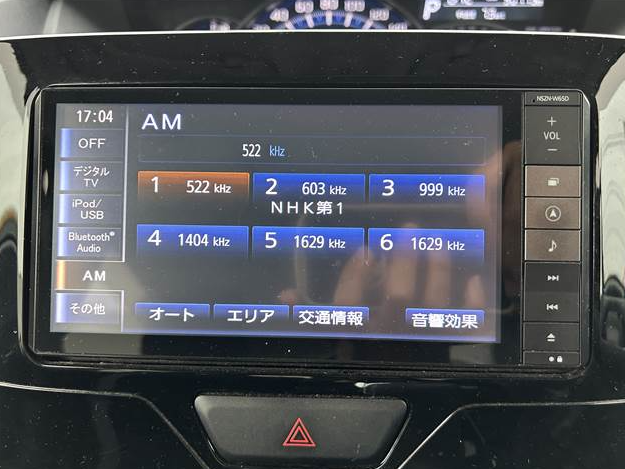 NSZN-W65D
17:04
AM
OFF
522 kHz
デジタル
TV
1 522 kHz
2 603 kHz
3 999 kHz
NHK第1
iPod/
USB
Bluetooth®
Audio
4 1404 kHz
5 1629 kHz
6 1629 kHz
AM
その他
オート
エリア
交通情報
音響効果
+
VOL
−